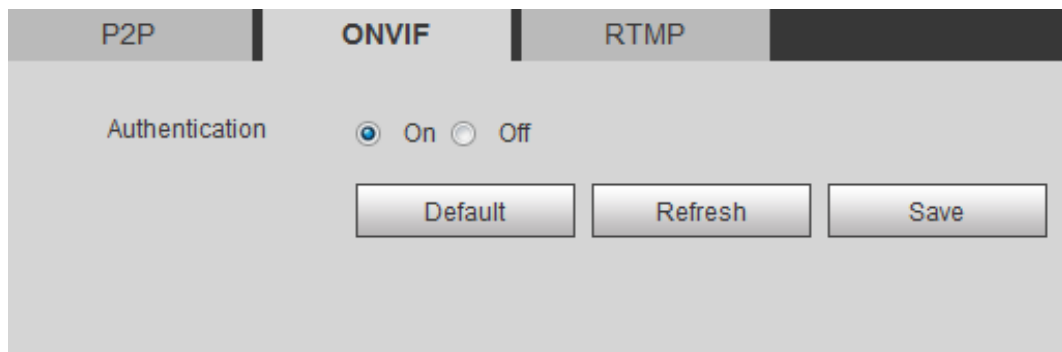 P2P ONVIF RTMP
Authentication On Off
Default Refresh Save